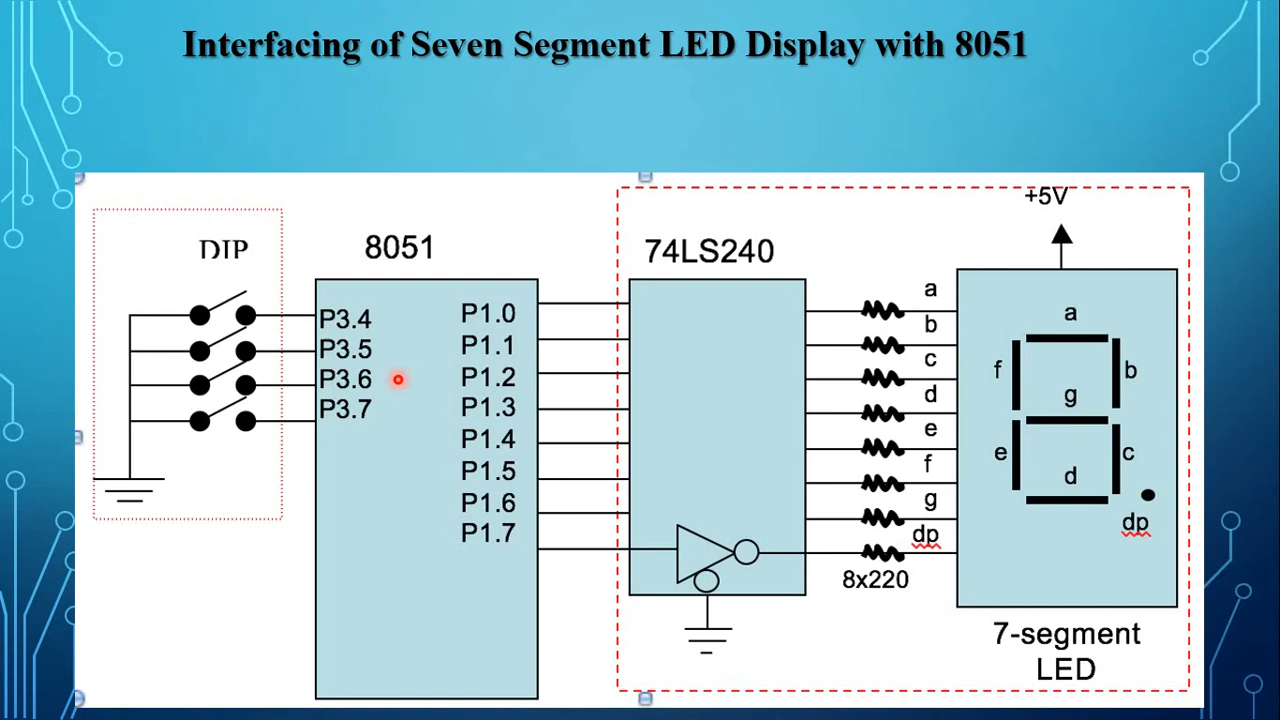 Interfacing of Seven Segment LED Display with 8051
DIP
8051
P3.4
P3.5
P3.6
P3.7
P1.0
P1.1
P1.2
P1.3
P1.4
P1.5
P1.6
P1.7
74LS240
a
b
c
d
e
f
g
dp
8x220
+5V
a
f
b
g
e
c
d
dp
7-segment
LED